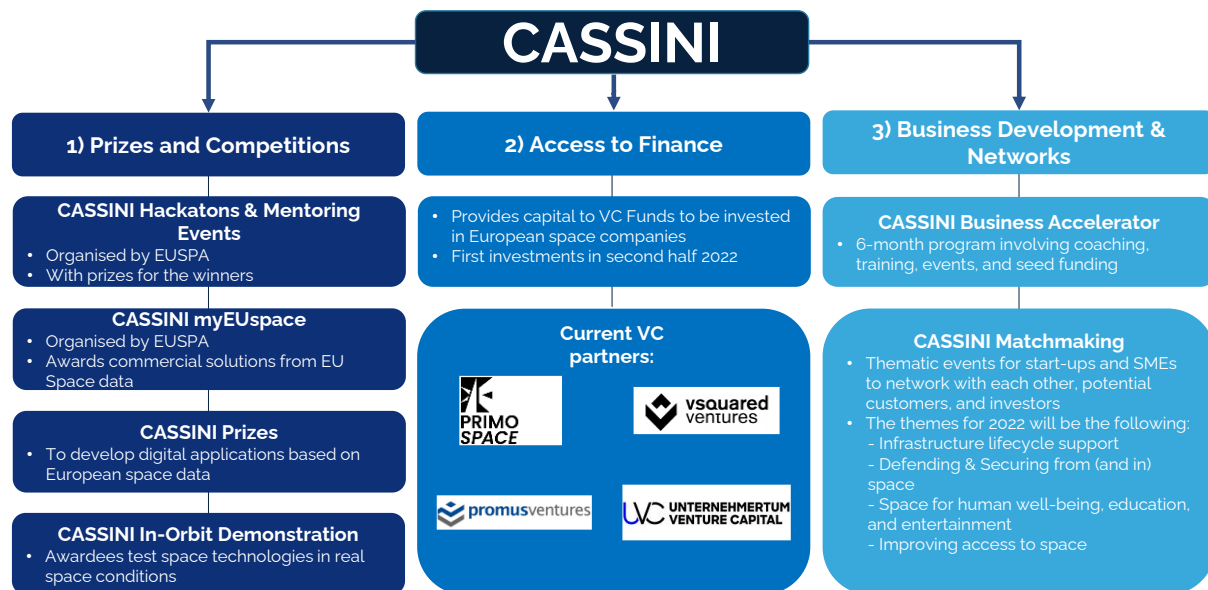 CASSINI
1) Prizes and Competitions
CASSINI Hackatons & Mentoring
Events
• Organised by EUSPA
• With prizes for the winners
CASSINI myEUspace
• Organised by EUSPA
• Awards commercial solutions from EU
Space data
CASSINI Prizes
• To develop digital applications based on
European space data
CASSINI In-Orbit Demonstration
• Awardees test space technologies in real
space conditions
2) Access to Finance
• Provides capital to VC Funds to be invested
in European space companies
• First investments in second half 2022
Current VC
partners:
PRIMO
SPACE
vsquared
ventures
promusventures
UVC UNTERNEHMERTUM
VENTURE CAPITAL
3) Business Development &
Networks
CASSINI Business Accelerator
• 6-month program involving coaching,
training, events, and seed funding
CASSINI Matchmaking
• Thematic events for start-ups and SMEs
to network with each other, potential
customers, and investors
• The themes for 2022 will be the following:
- Infrastructure lifecycle support
- Defending & Securing from (and in)
space
- Space for human well-being, education,
and entertainment
- Improving access to space